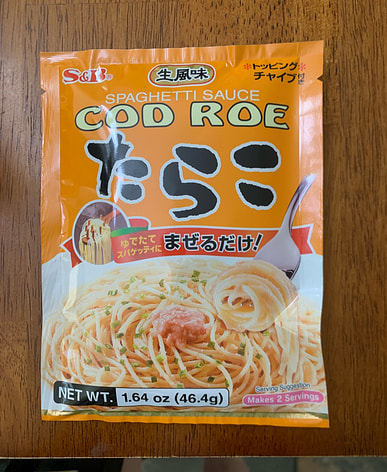 S&B®
生風味
*トッピング*
チャイブ付き
SPAGHETTI SAUCE
COD ROE
たらこ
ゆでたて
スパゲッティに
まぜるだけ!
Serving Suggestion
Makes 2 Servings
NET WT. 1.64 oz (46.4g)